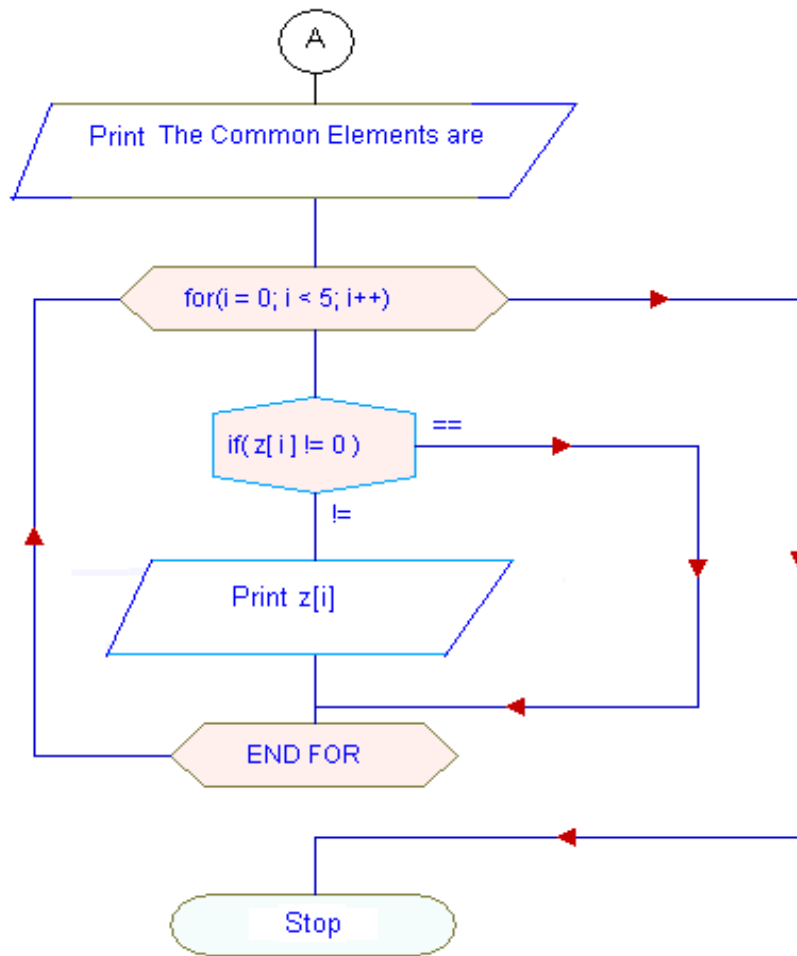 A
Print The Common Elements are
for(i = 0; i < 5; i++)
if( z[ i ] != 0 )
==
!=
Print z[i]
END FOR
Stop